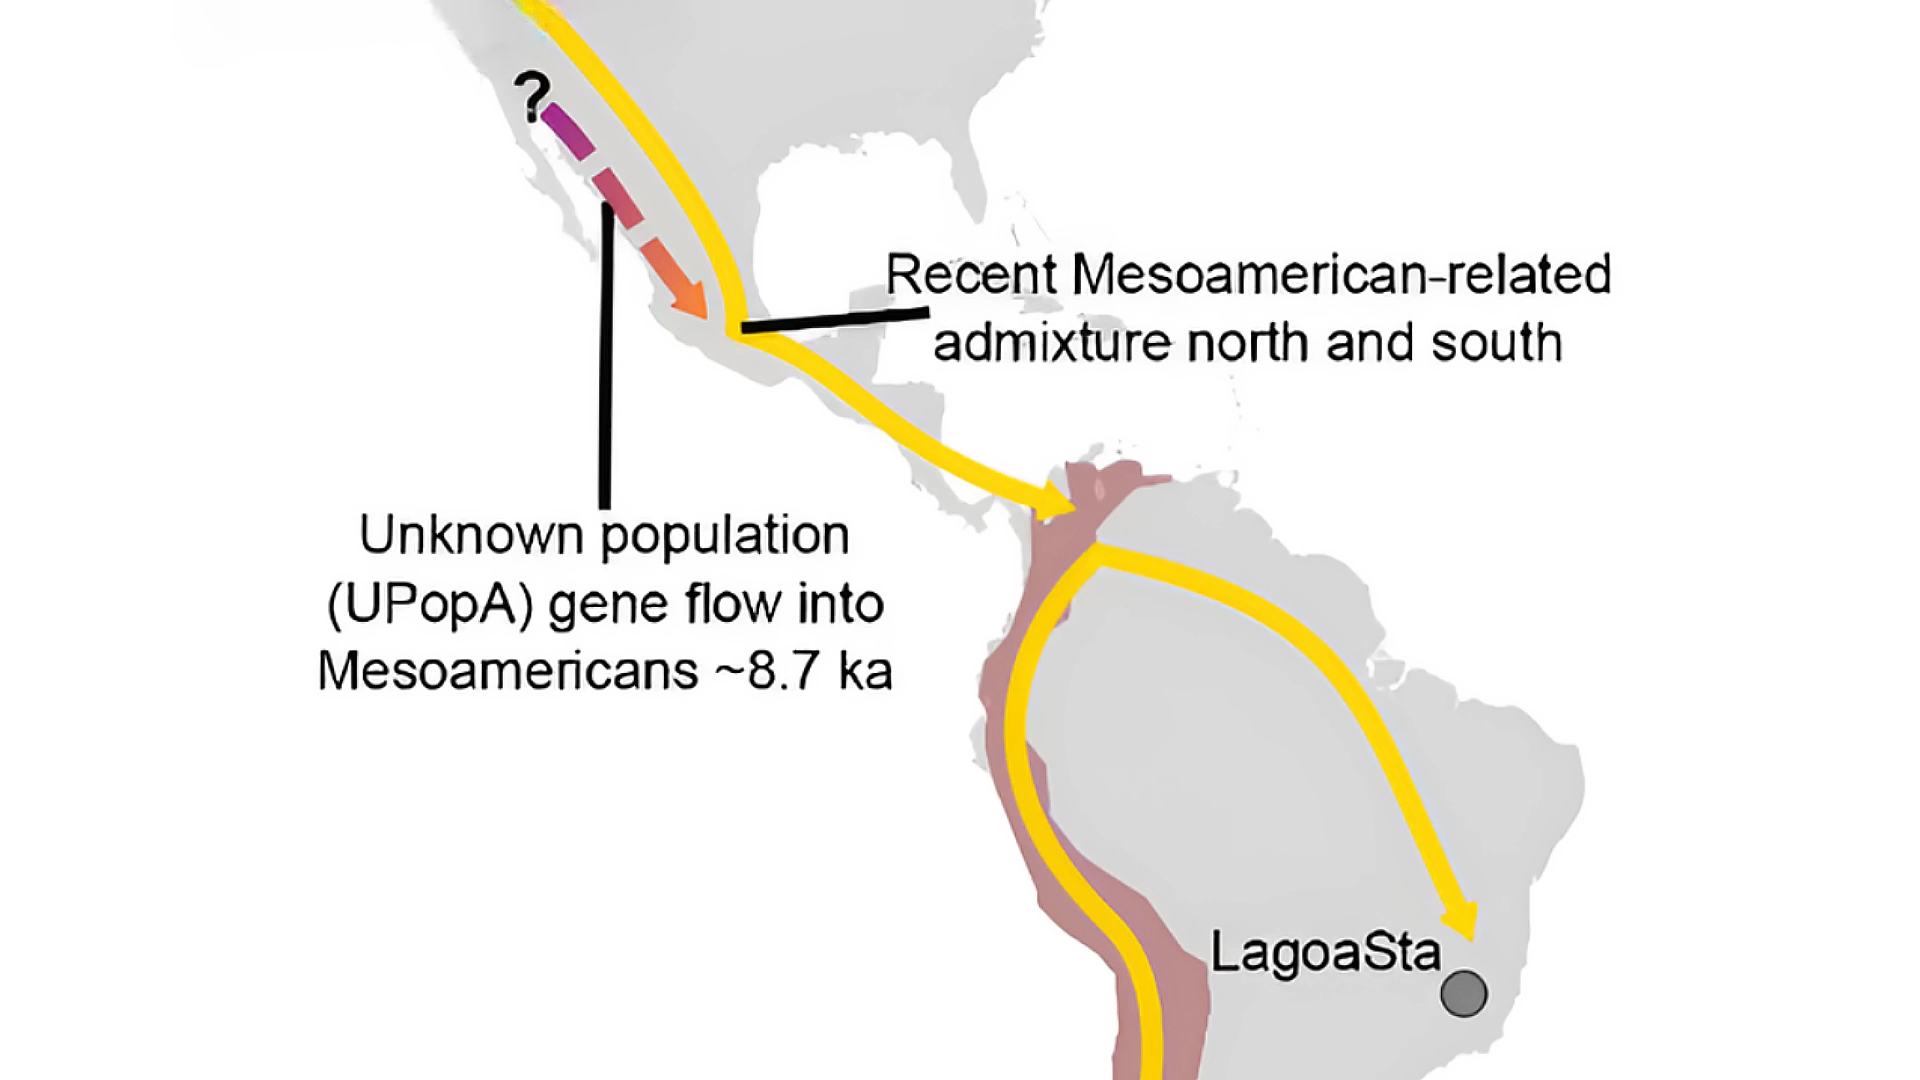 ?
Recent Mesoamerican-related
admixture north and south
Unknown population
(UPopA) gene flow into
Mesoamericans ~8.7 ka
LagoaSta